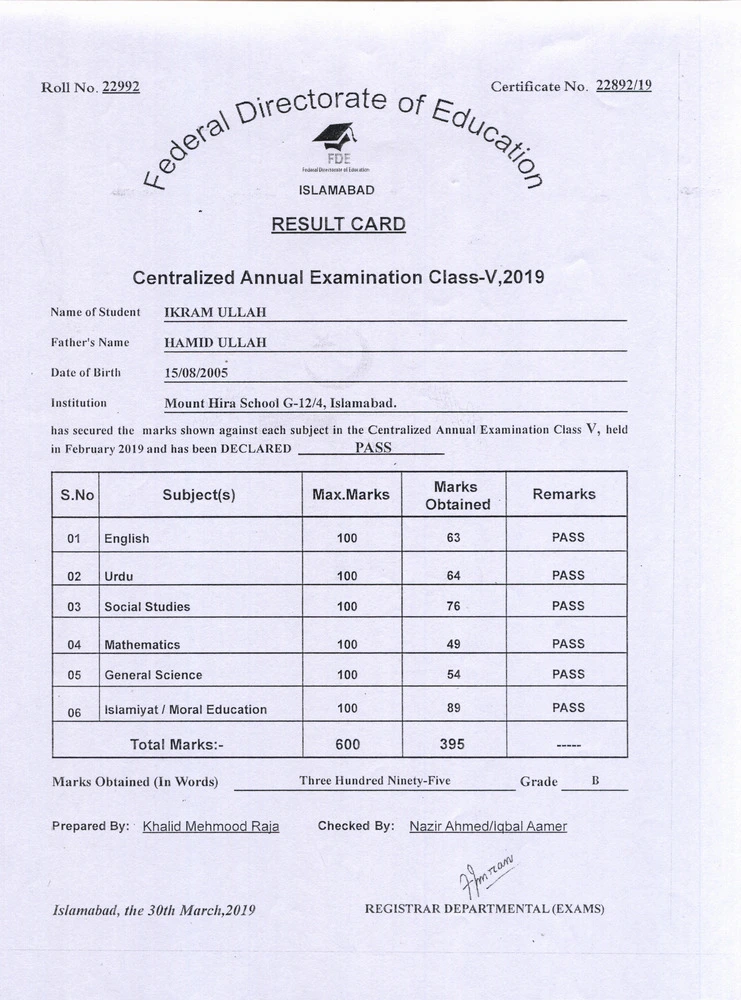 Roll No. 22992
Certificate No. 22892/19
Federal Directorate of Education
FDE
Federal Directorate of Education
ISLAMABAD
RESULT CARD
Centralized Annual Examination Class-V,2019
Name of Student IKRAM ULLAH
Father's Name HAMID ULLAH
Date of Birth 15/08/2005
Institution Mount Hira School G-12/4, Islamabad.
has secured the marks shown against each subject in the Centralized Annual Examination Class V, held
in February 2019 and has been DECLARED PASS
S.No Subject(s) Max.Marks Marks Obtained Remarks
01 English 100 63 PASS
02 Urdu 100 64 PASS
03 Social Studies 100 76 PASS
04 Mathematics 100 49 PASS
05 General Science 100 54 PASS
06 Islamiyat / Moral Education 100 89 PASS
Total Marks:- 600 395 -----
Marks Obtained (In Words) Three Hundred Ninety-Five Grade B
Prepared By: Khalid Mehmood Raja Checked By: Nazir Ahmed/Iqbal Aamer
Islamabad, the 30th March,2019 REGISTRAR DEPARTMENTAL (EXAMS)